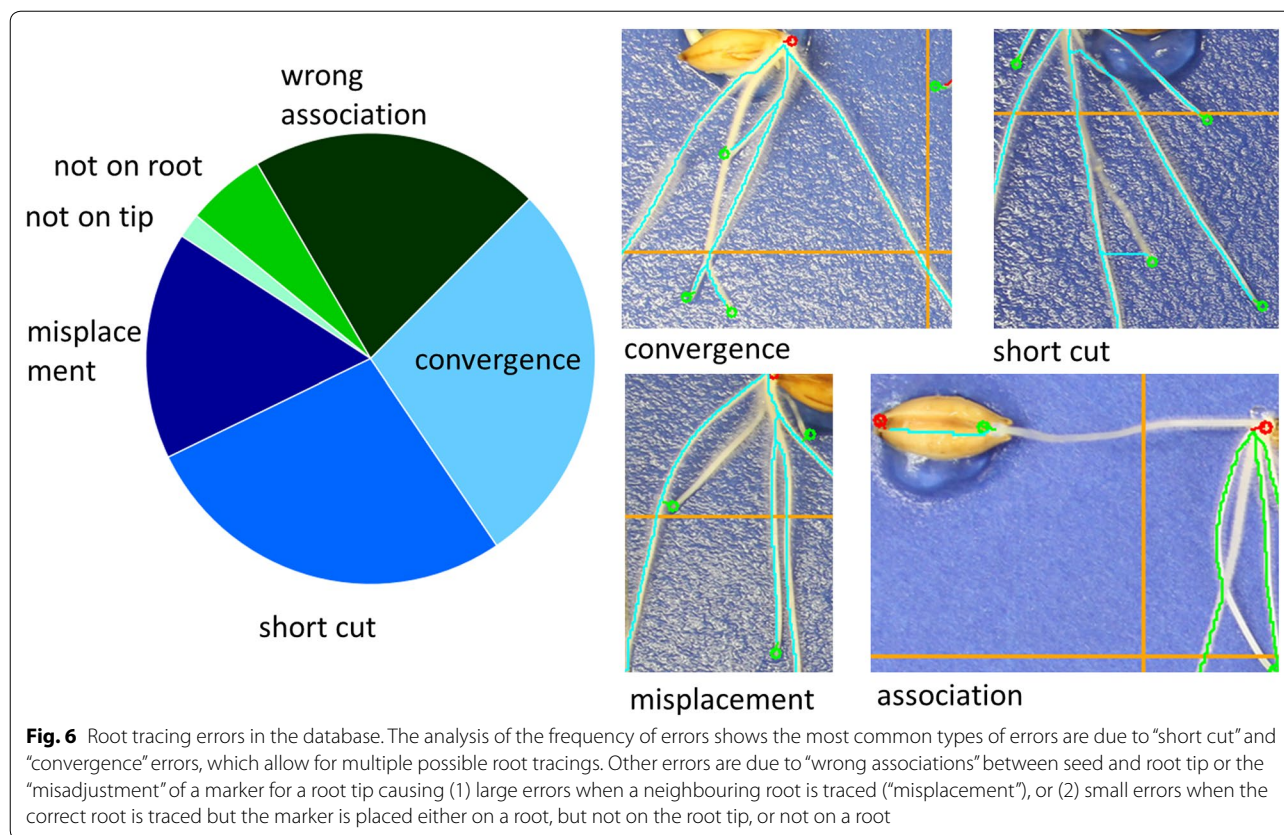 wrong
association
not on root
not on tip
misplace
ment
convergence
short cut
convergence
short cut
misplacement
association
Fig. 6 Root tracing errors in the database. The analysis of the frequency of errors shows the most common types of errors are due to “short cut” and
“convergence” errors, which allow for multiple possible root tracings. Other errors are due to “wrong associations” between seed and root tip or the
“misadjustment” of a marker for a root tip causing (1) large errors when a neighbouring root is traced (“misplacement”), or (2) small errors when the
correct root is traced but the marker is placed either on a root, but not on the root tip, or not on a root